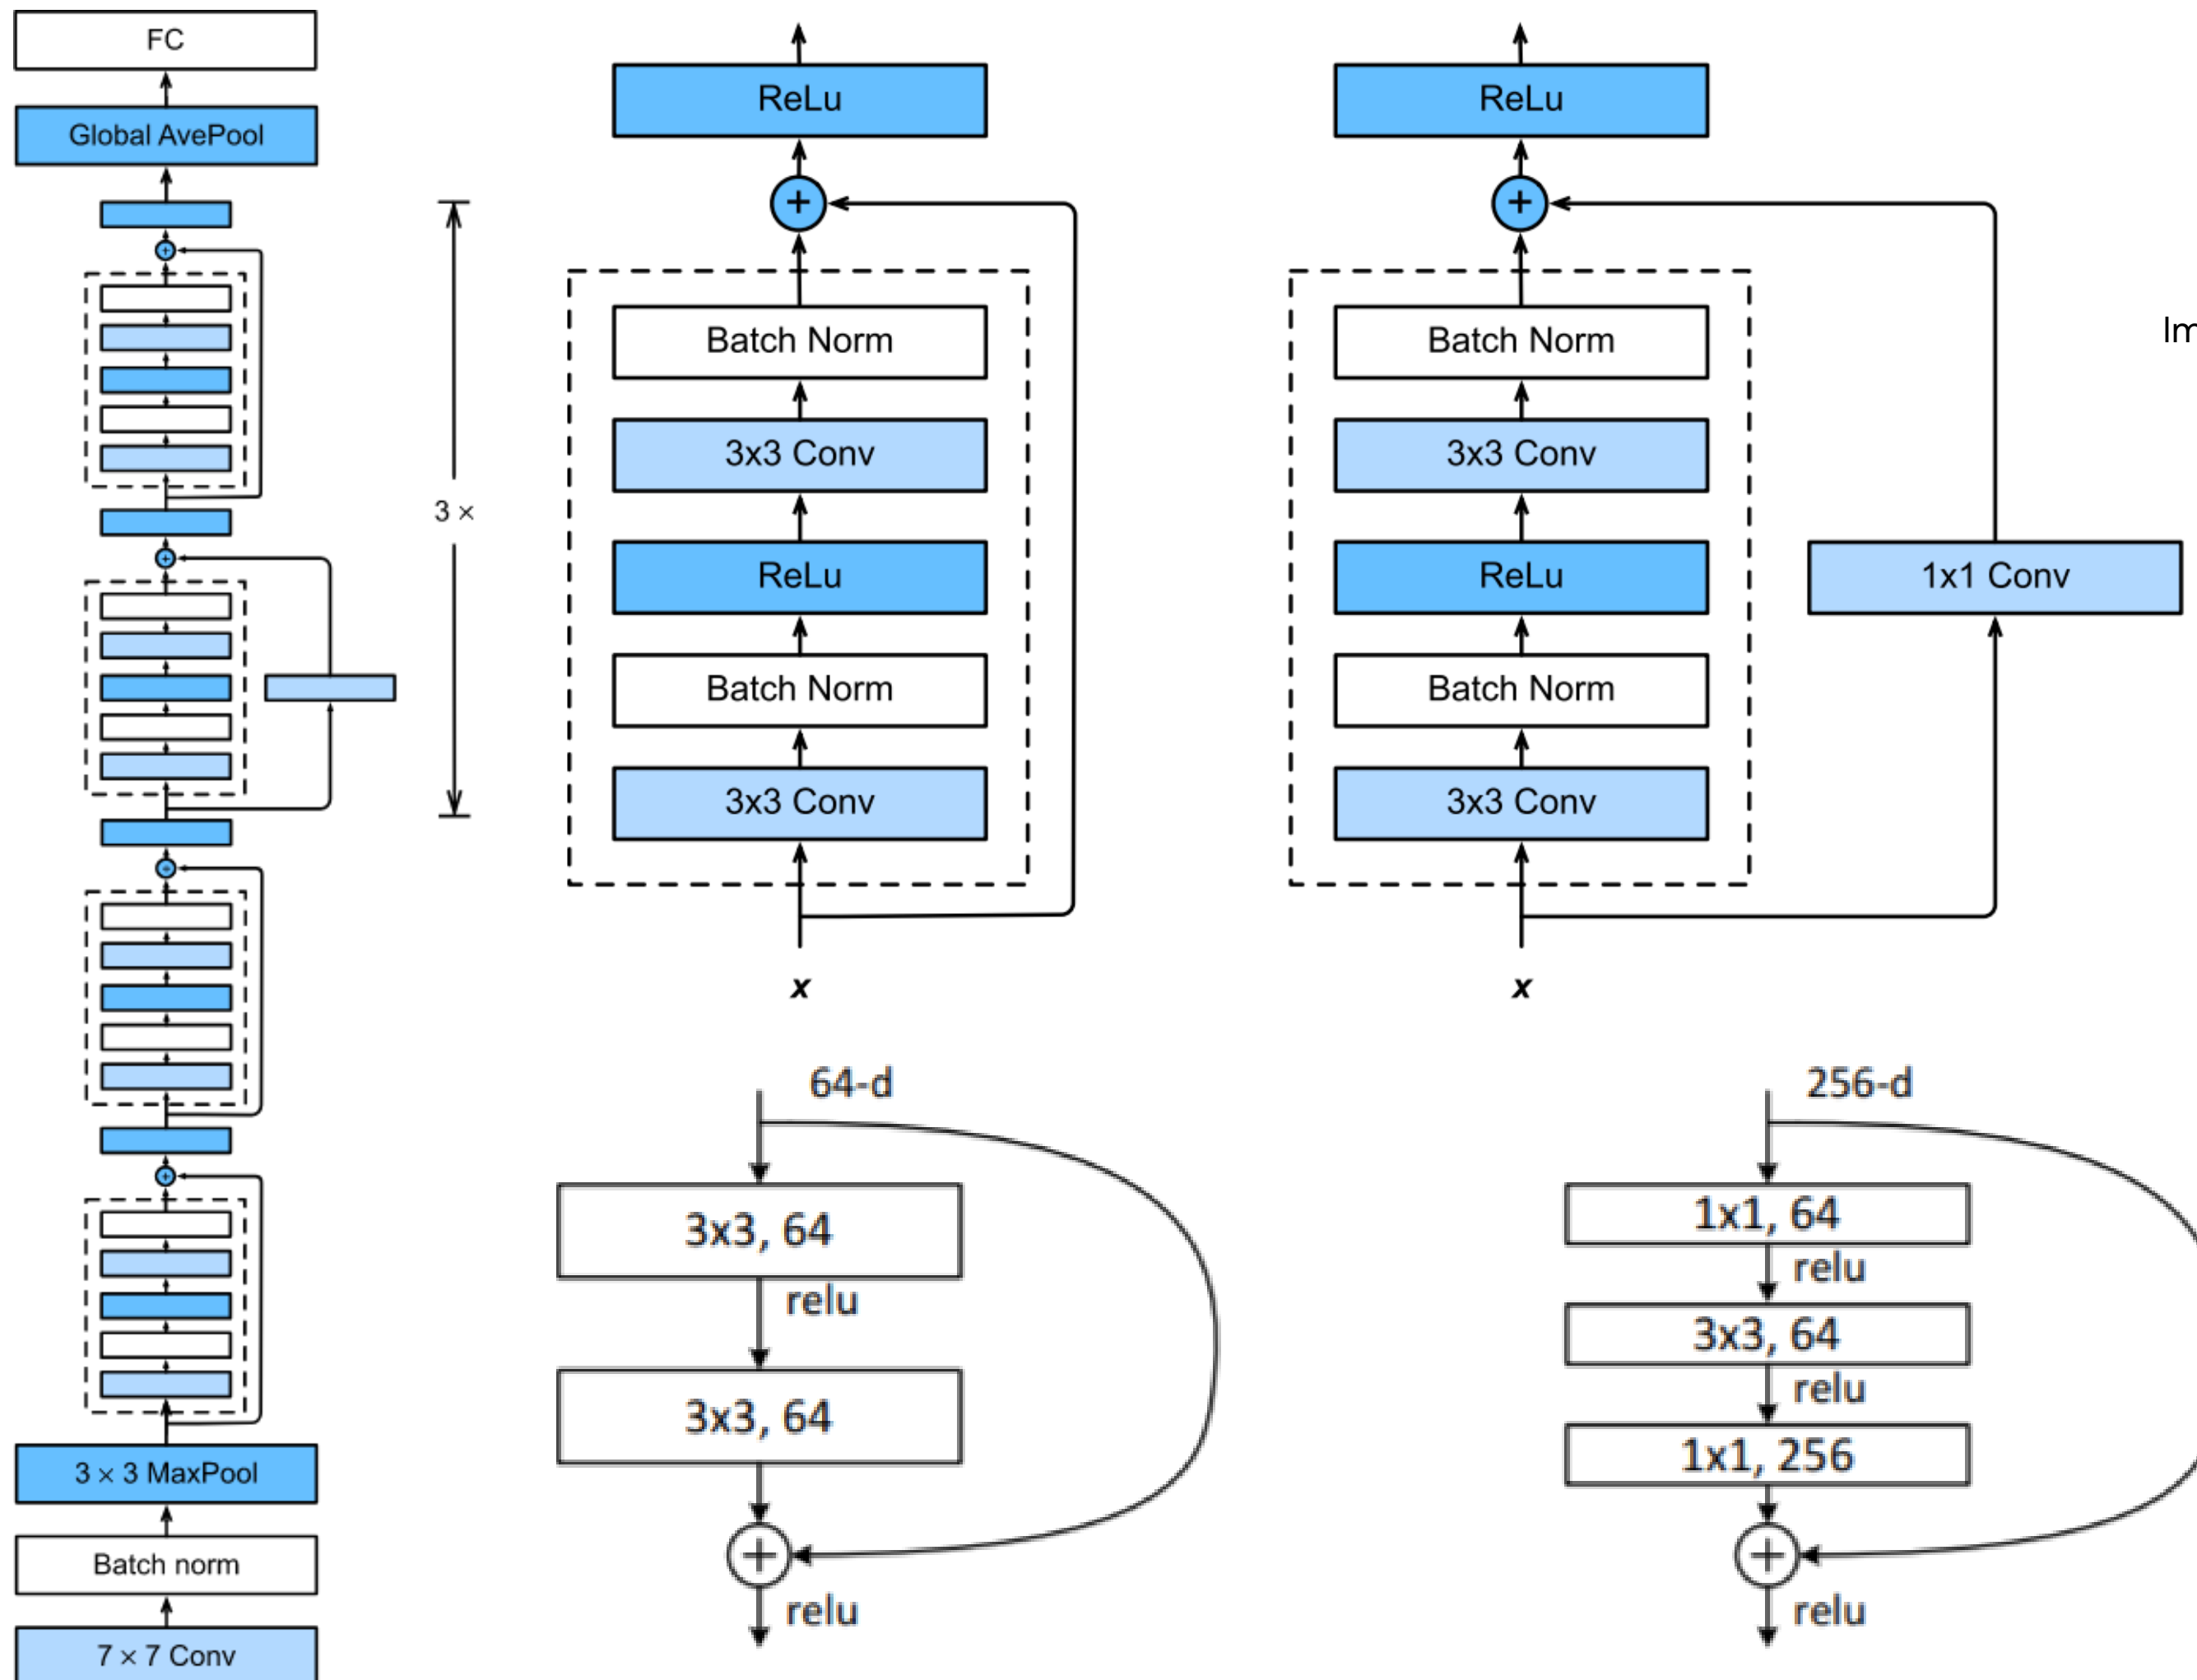 FC
Global AvePool
3 ×
3 × 3 MaxPool
Batch norm
7 × 7 Conv
ReLu
+
Batch Norm
3x3 Conv
ReLu
Batch Norm
3x3 Conv
x
ReLu
+
Batch Norm
3x3 Conv
ReLu
1x1 Conv
Batch Norm
3x3 Conv
x
Im
64-d
3x3, 64
relu
3x3, 64
+
relu
256-d
1x1, 64
relu
3x3, 64
relu
1x1, 256
+
relu